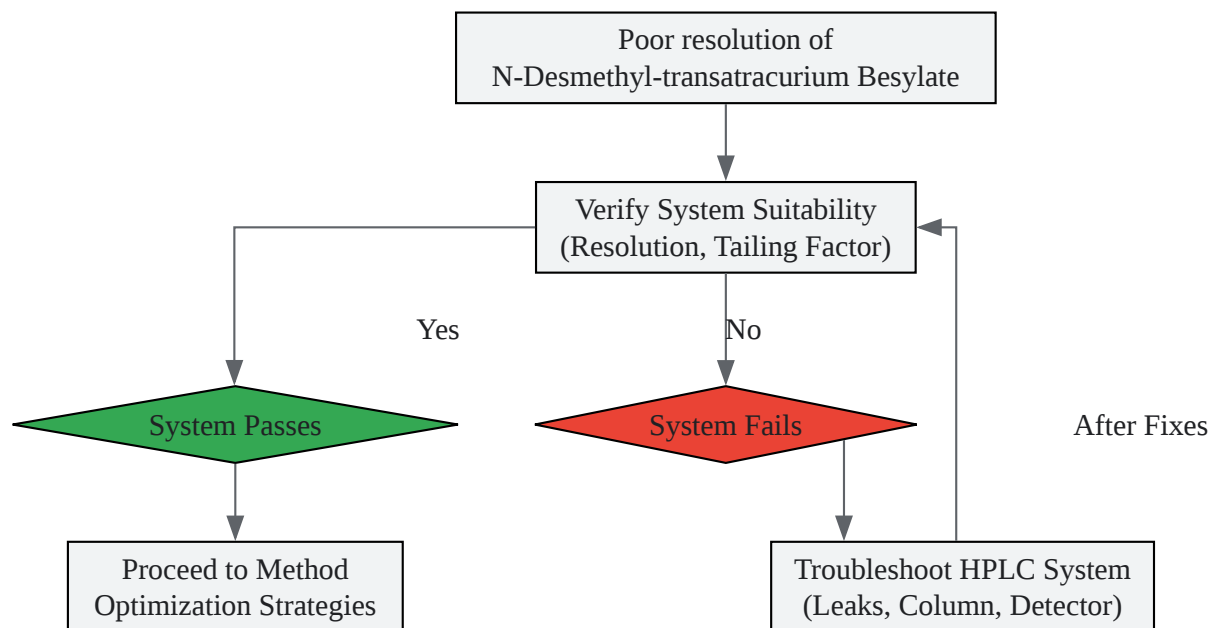 Poor resolution of
N-Desmethyl-transatracurium Besylate
Verify System Suitability
(Resolution, Tailing Factor)
Yes
No
System Passes
System Fails
After Fixes
Proceed to Method
Optimization Strategies
Troubleshoot HPLC System
(Leaks, Column, Detector)